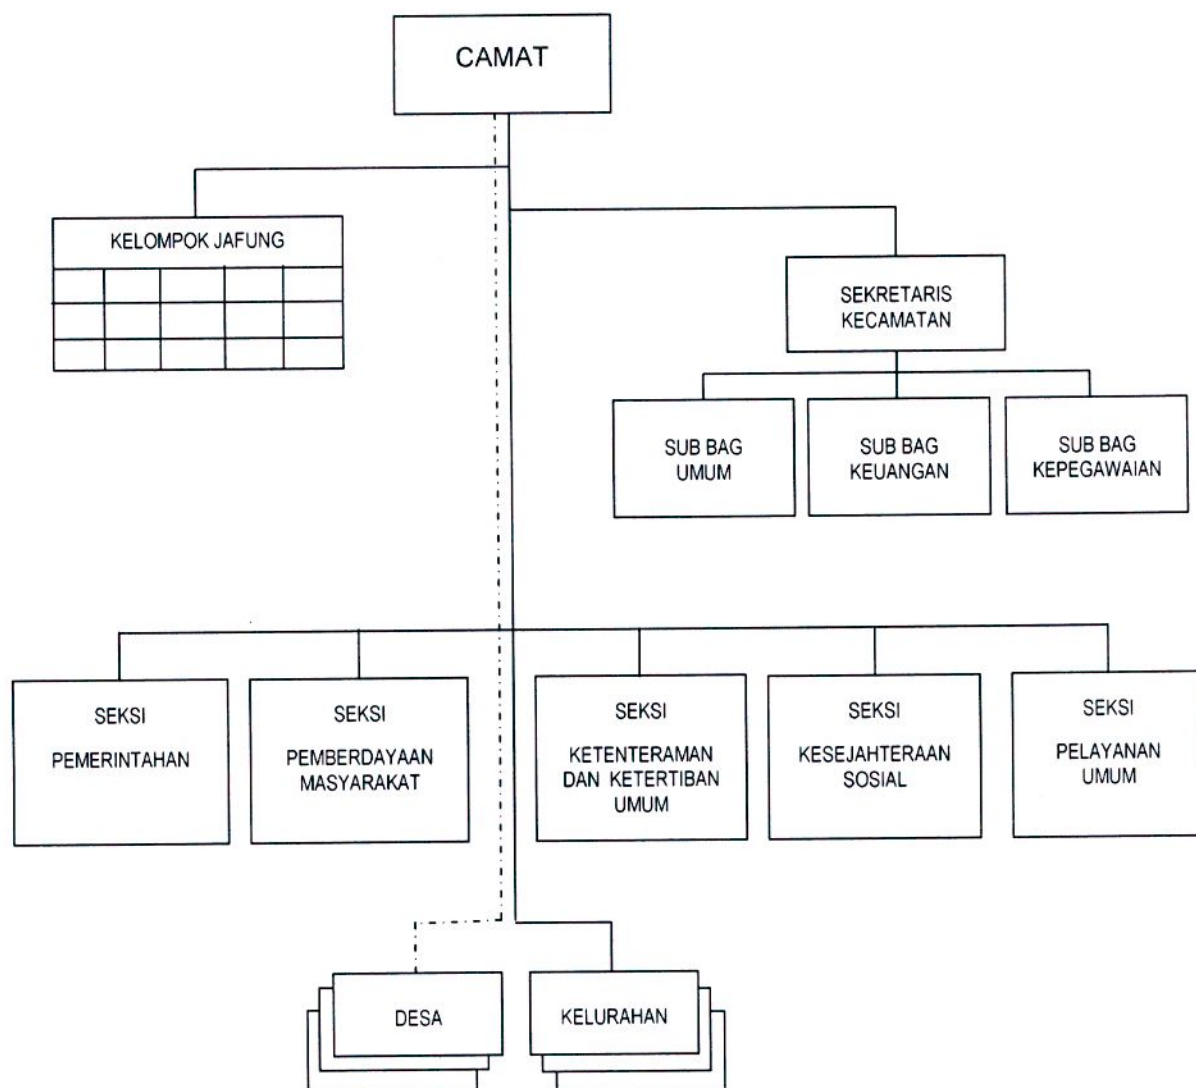 CAMAT
KELOMPOK JAFUNG
SEKRETARIS
KECAMATAN
SUB BAG
UMUM
SUB BAG
KEUANGAN
SUB BAG
KEPEGAWAIAN
SEKSI
PEMERINTAHAN
SEKSI
PEMBERDAYAAN
MASYARAKAT
SEKSI
KETENTERAMAN
DAN KETERTIBAN
UMUM
SEKSI
KESEJAHTERAAN
SOSIAL
SEKSI
PELAYANAN
UMUM
DESA
KELURAHAN